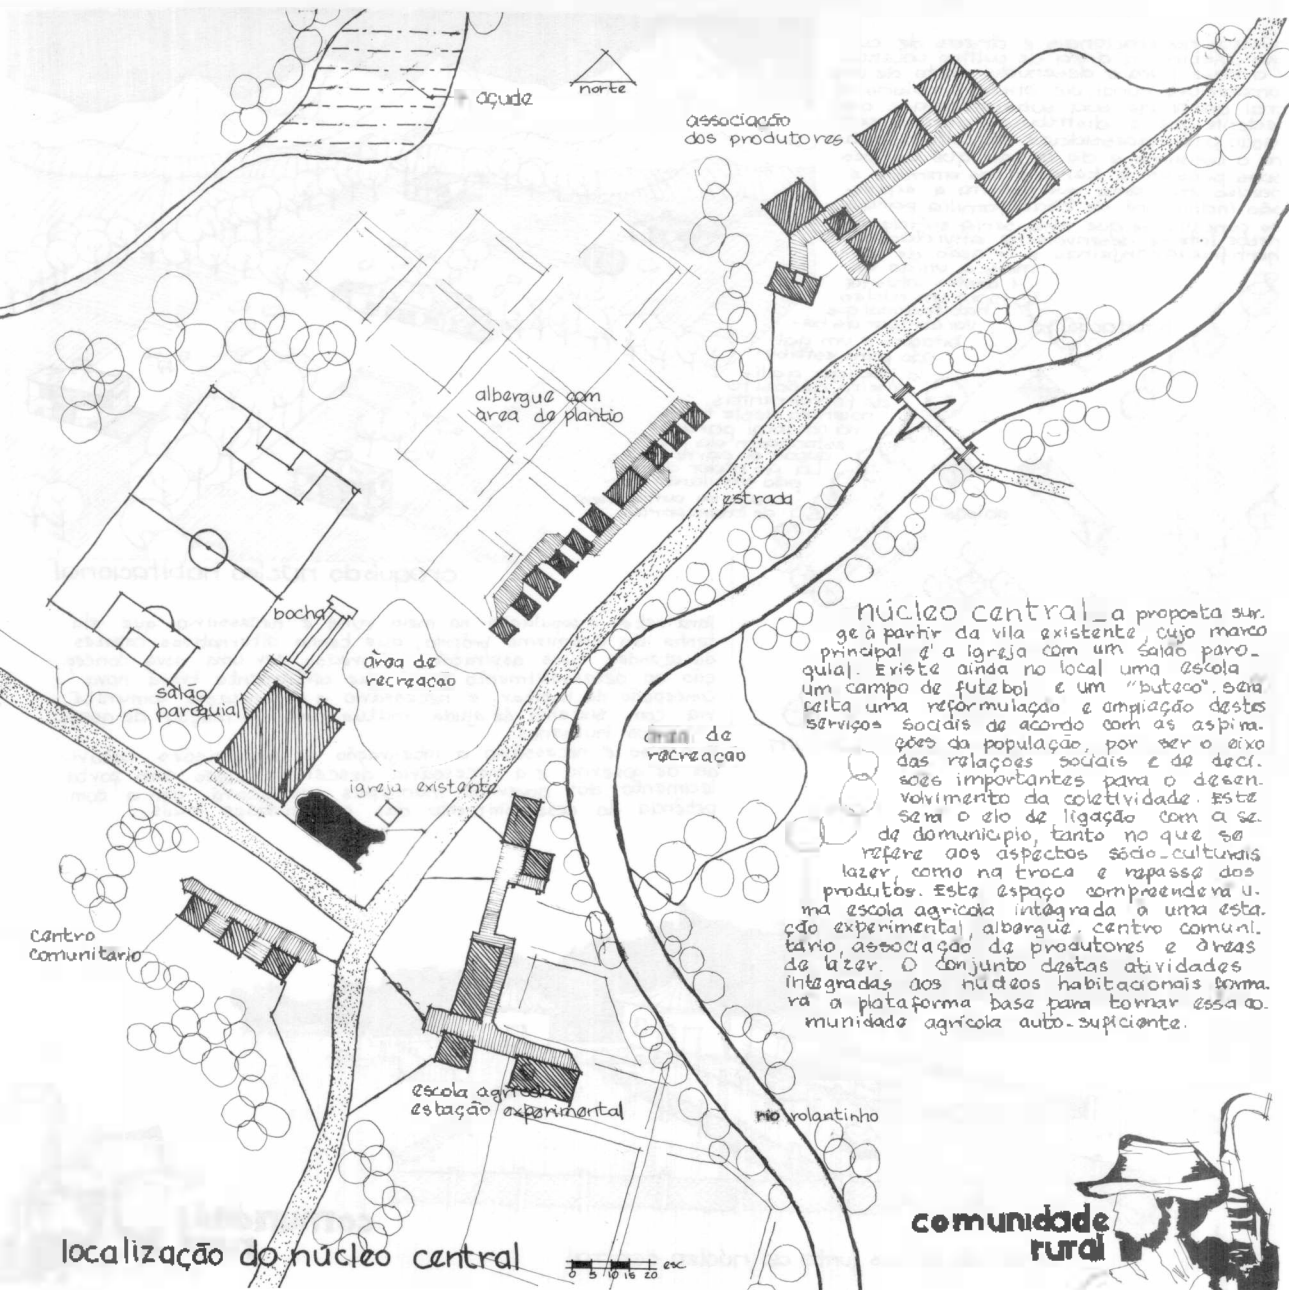 açude
norte
associação
dos produtores
albergue com
área de plantio
estrada
bocha
área de
recreação
salão
paroquial
área de
recreação
igreja existente
centro
comunitário
escola agrícola
estação experimental
rio rolantinho
núcleo central_a proposta sur.
ge à partir da vila existente, cujo marco
principal é a igreja com um salão paro_
quial. Existe ainda no local uma escola
um campo de futebol e um "buteco". será
feita uma reformulação e ampliação destes
serviços sociais de acordo com as aspira.
ções da população, por ser o eixo
das relações sociais e de deci.
sões importantes para o desen
volvimento da coletividade. Este
será o elo de ligação com a se.
de do município, tanto no que se
refere aos aspectos sócio_culturais
lazer, como na troca e repasse dos
produtos. Este espaço compreenderá u.
ma escola agrícola integrada a uma esta.
ção experimental, albergue, centro comuni.
tário, associação de produtores e áreas
de lazer. O conjunto destas atividades
integradas aos núcleos habitacionais forma.
rá a plataforma base para tornar essa co.
munidade agrícola auto-suficiente.
comunidade
rural
localização do núcleo central
0 5 10 15 20 esc